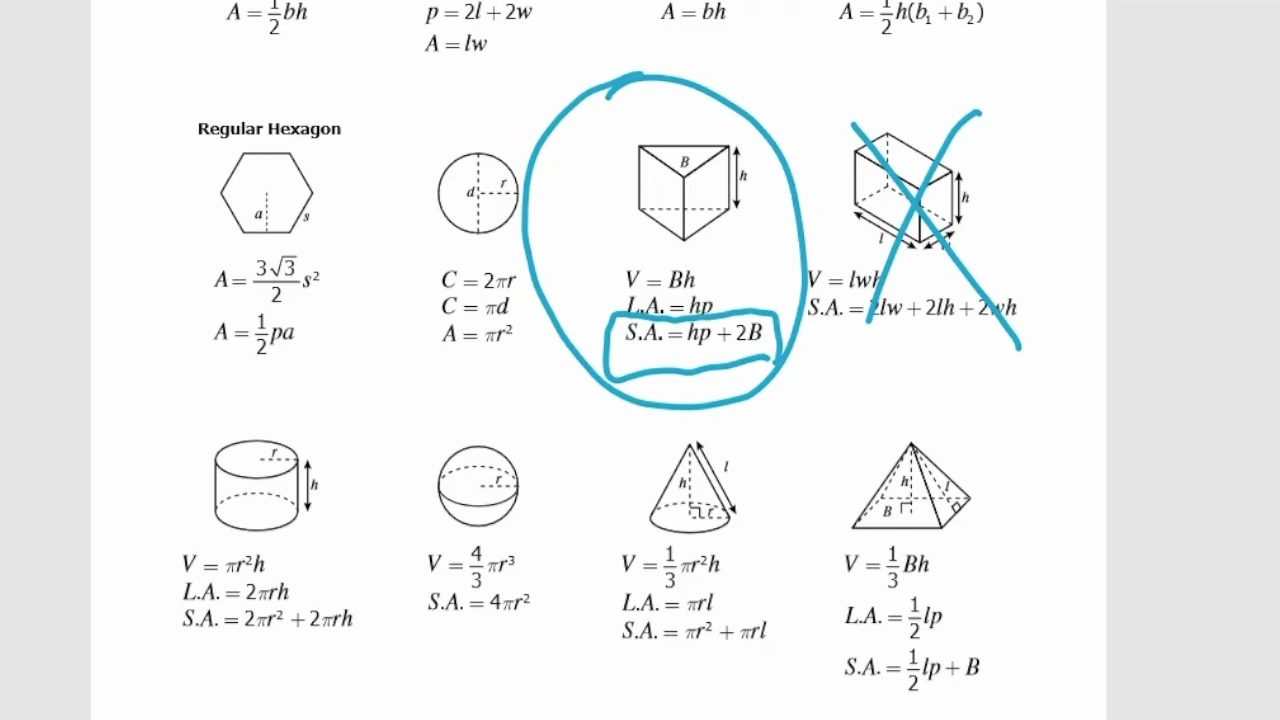 A = 1/2 bh
p = 2l + 2w
A = bh
A = 1/2 h(b₁ + b₂)
A = lw
Regular Hexagon
a
s
A = 3√3/2 s²
A = 1/2 pa
d
r
C = 2πr
C = πd
A = πr²
B
h
V = Bh
L.A. = hp
S.A. = hp + 2B
h
l
V = lwh
S.A. = 2lw + 2lh + 2wh
r
h
V = πr²h
L.A. = 2πrh
S.A. = 2πr² + 2πrh
r
V = 4/3 πr³
S.A. = 4πr²
l
h
r
V = 1/3 πr²h
L.A. = πrl
S.A. = πr² + πrl
h
l
B
V = 1/3 Bh
L.A. = 1/2 lp
S.A. = 1/2 lp + B